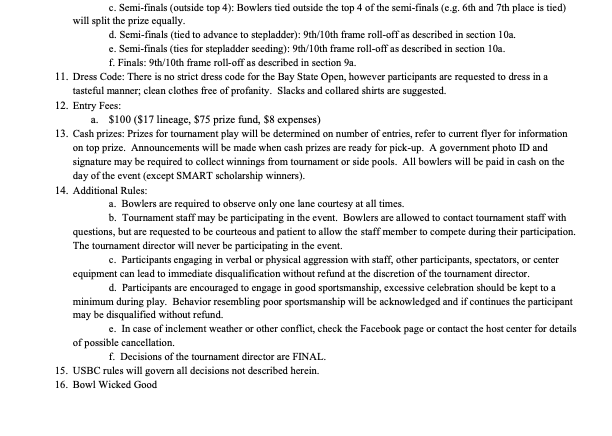 c. Semi-finals (outside top 4): Bowlers tied outside the top 4 of the semi-finals (e.g. 6th and 7th place is tied)
will split the prize equally.
d. Semi-finals (tied to advance to stepladder): 9th/10th frame roll-off as described in section 10a.
e. Semi-finals (ties for stepladder seeding): 9th/10th frame roll-off as described in section 10a.
f. Finals: 9th/10th frame roll-off as described in section 9a.
11. Dress Code: There is no strict dress code for the Bay State Open, however participants are requested to dress in a
tasteful manner; clean clothes free of profanity. Slacks and collared shirts are suggested.
12. Entry Fees:
a. $100 ($17 lineage, $75 prize fund, $8 expenses)
13. Cash prizes: Prizes for tournament play will be determined on number of entries, refer to current flyer for information
on top prize. Announcements will be made when cash prizes are ready for pick-up. A government photo ID and
signature may be required to collect winnings from tournament or side pools. All bowlers will be paid in cash on the
day of the event (except SMART scholarship winners).
14. Additional Rules:
a. Bowlers are required to observe only one lane courtesy at all times.
b. Tournament staff may be participating in the event. Bowlers are allowed to contact tournament staff with
questions, but are requested to be courteous and patient to allow the staff member to compete during their participation.
The tournament director will never be participating in the event.
c. Participants engaging in verbal or physical aggression with staff, other participants, spectators, or center
equipment can lead to immediate disqualification without refund at the discretion of the tournament director.
d. Participants are encouraged to engage in good sportsmanship, excessive celebration should be kept to a
minimum during play. Behavior resembling poor sportsmanship will be acknowledged and if continues the participant
may be disqualified without refund.
e. In case of inclement weather or other conflict, check the Facebook page or contact the host center for details
of possible cancellation.
f. Decisions of the tournament director are FINAL.
15. USBC rules will govern all decisions not described herein.
16. Bowl Wicked Good